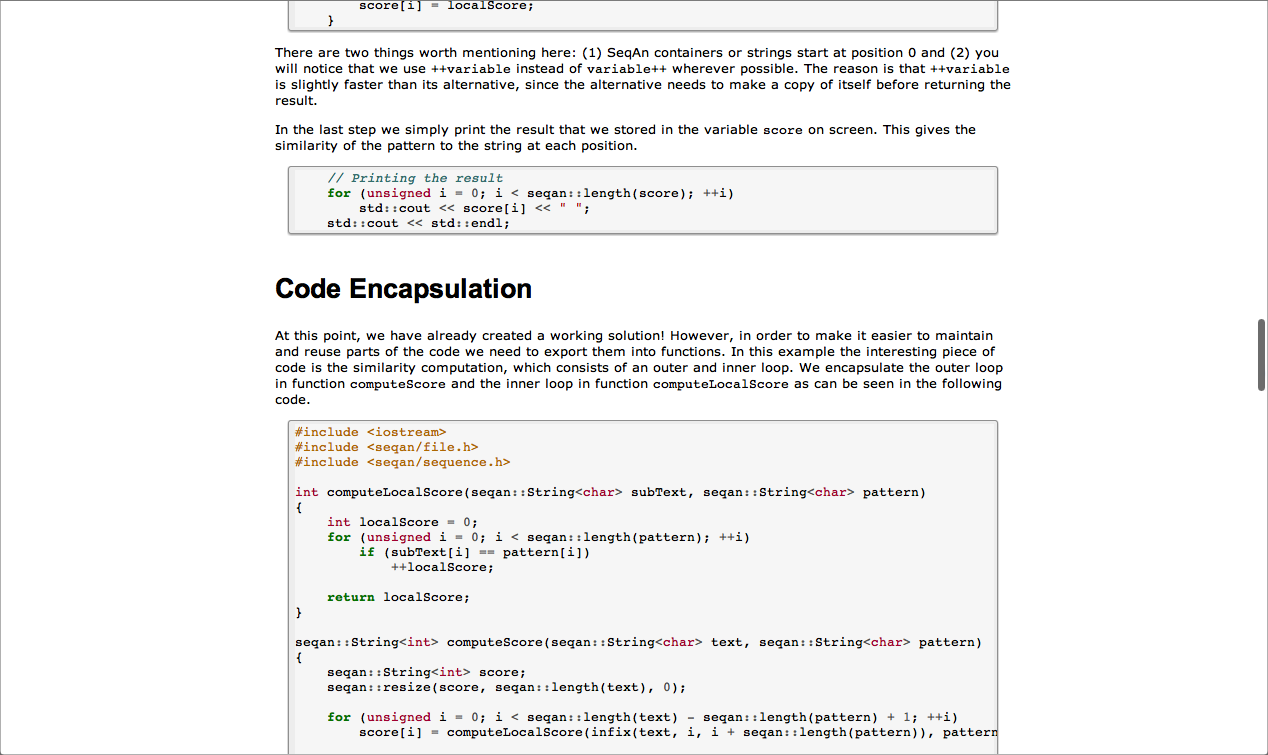 score[i] = localScore;
}
There are two things worth mentioning here: (1) SeqAn containers or strings start at position 0 and (2) you
will notice that we use ++variable instead of variable++ wherever possible. The reason is that ++variable
is slightly faster than its alternative, since the alternative needs to make a copy of itself before returning the
result.
In the last step we simply print the result that we stored in the variable score on screen. This gives the
similarity of the pattern to the string at each position.
// Printing the result
for (unsigned i = 0; i < seqan::length(score); ++i)
std::cout << score[i] << " ";
std::cout << std::endl;
Code Encapsulation
At this point, we have already created a working solution! However, in order to make it easier to maintain
and reuse parts of the code we need to export them into functions. In this example the interesting piece of
code is the similarity computation, which consists of an outer and inner loop. We encapsulate the outer loop
in function computeScore and the inner loop in function computeLocalScore as can be seen in the following
code.
#include <iostream>
#include <seqan/file.h>
#include <seqan/sequence.h>
int computeLocalScore(seqan::String<char> subText, seqan::String<char> pattern)
{
int localScore = 0;
for (unsigned i = 0; i < seqan::length(pattern); ++i)
if (subText[i] == pattern[i])
++localScore;
return localScore;
}
seqan::String<int> computeScore(seqan::String<char> text, seqan::String<char> pattern)
{
seqan::String<int> score;
seqan::resize(score, seqan::length(text), 0);
for (unsigned i = 0; i < seqan::length(text) - seqan::length(pattern) + 1; ++i)
score[i] = computeLocalScore(infix(text, i, i + seqan::length(pattern)), pattern